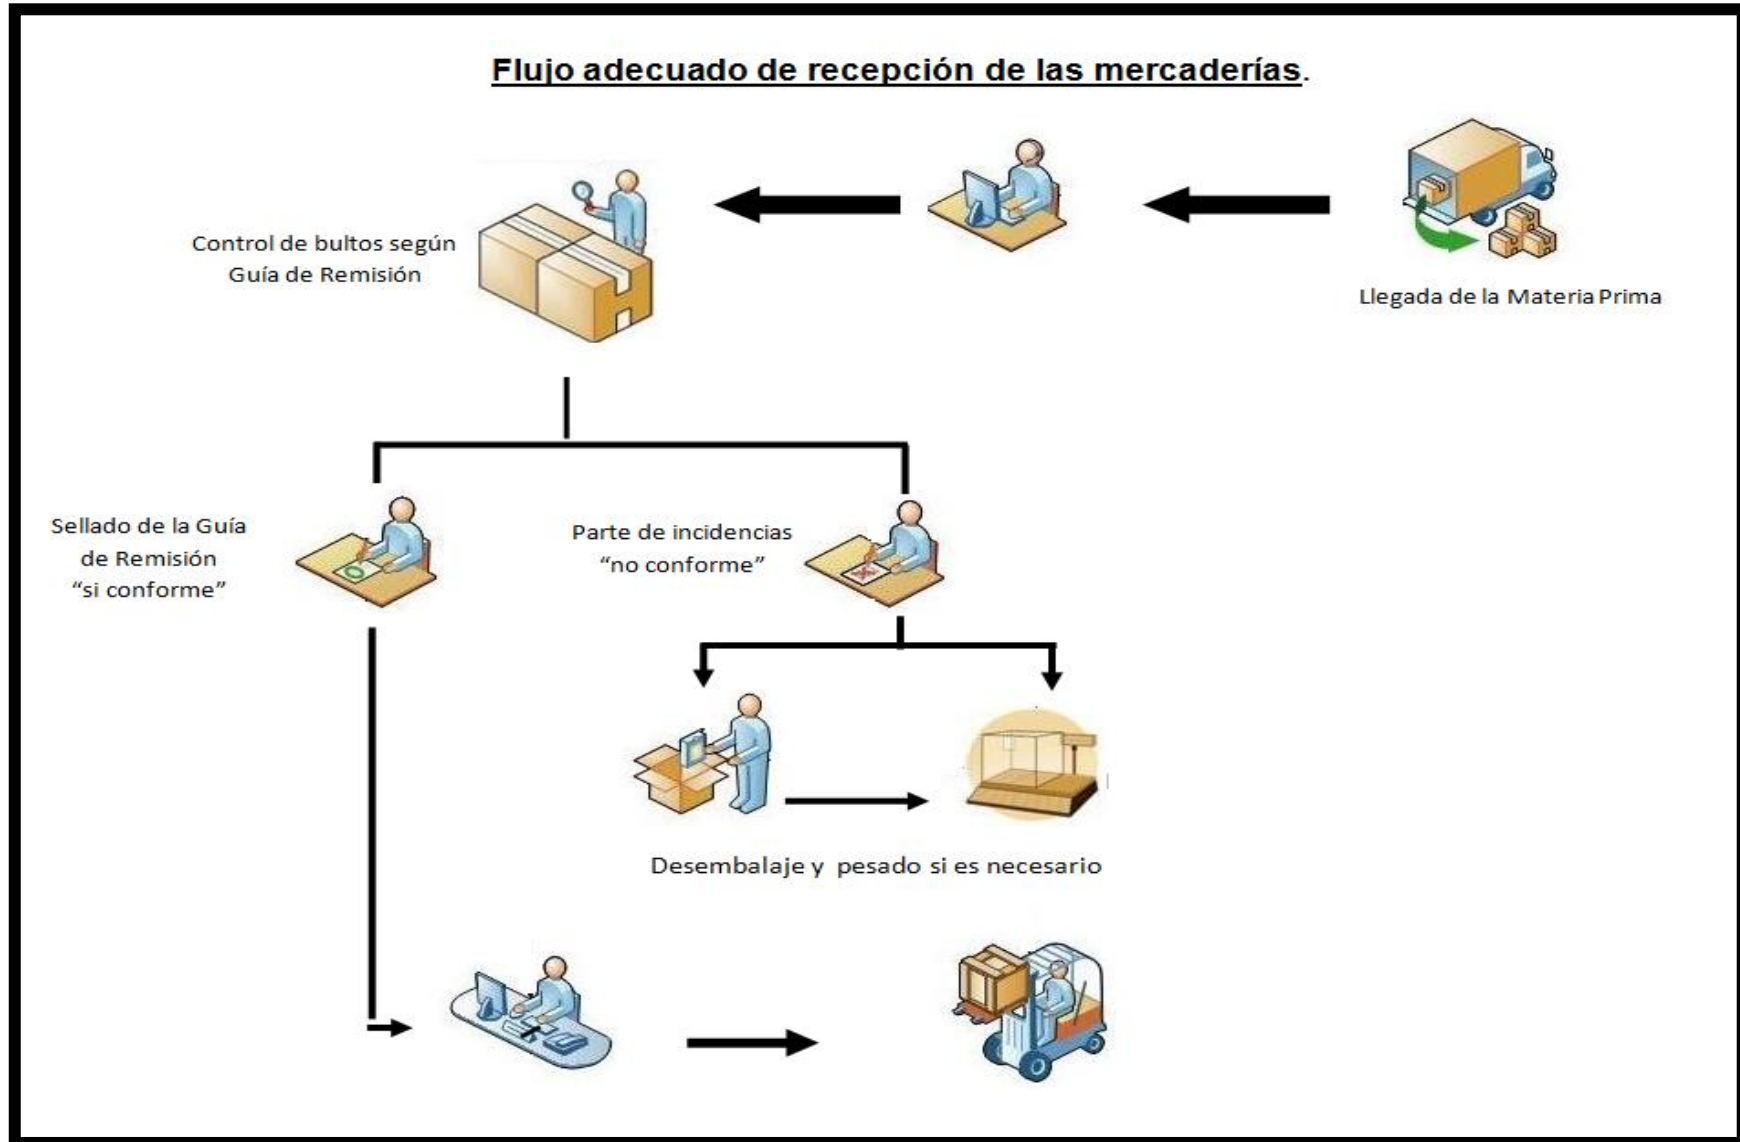 Flujo adecuado de recepción de las mercaderías.
Control de bultos según
Guía de Remisión
Llegada de la Materia Prima
Sellado de la Guía
de Remisión
“si conforme”
Parte de incidencias
“no conforme”
Desembalaje y pesado si es necesario